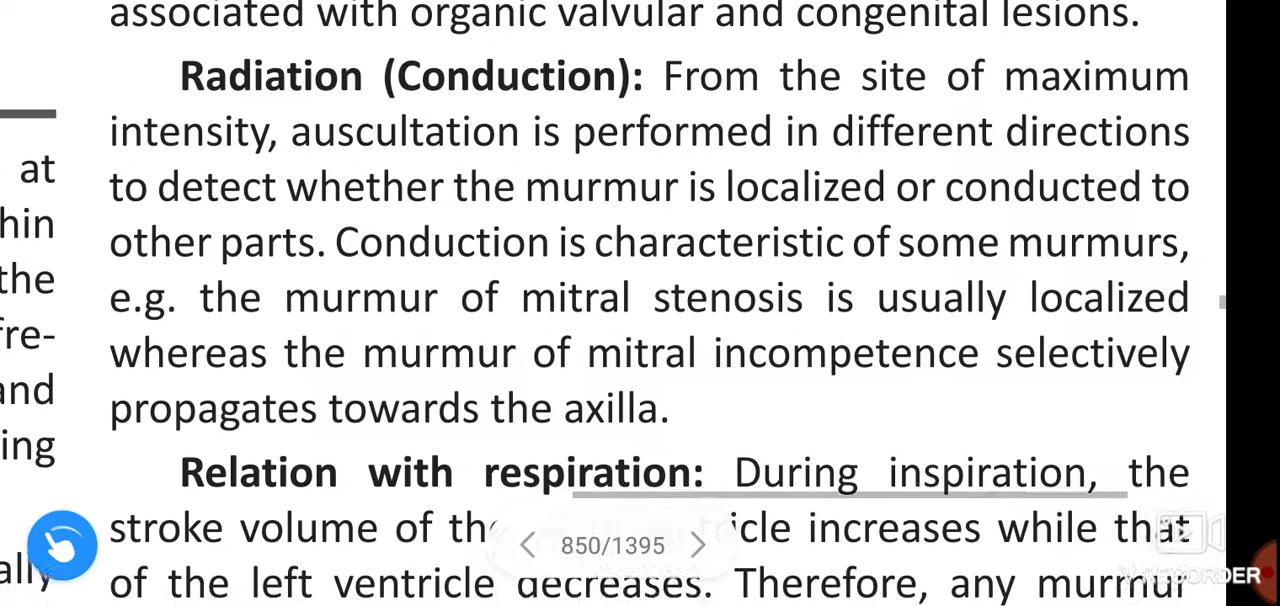 associated with organic valvular and congenital lesions.
Radiation (Conduction): From the site of maximum
intensity, auscultation is performed in different directions
to detect whether the murmur is localized or conducted to
other parts. Conduction is characteristic of some murmurs,
e.g. the murmur of mitral stenosis is usually localized
whereas the murmur of mitral incompetence selectively
propagates towards the axilla.
Relation with respiration: During inspiration, the
stroke volume of the icle increases while that
of the left ventricle decreases. Therefore, any murmur
at
hin
the
fre-
and
ing
ally
850/1395
RECORDER